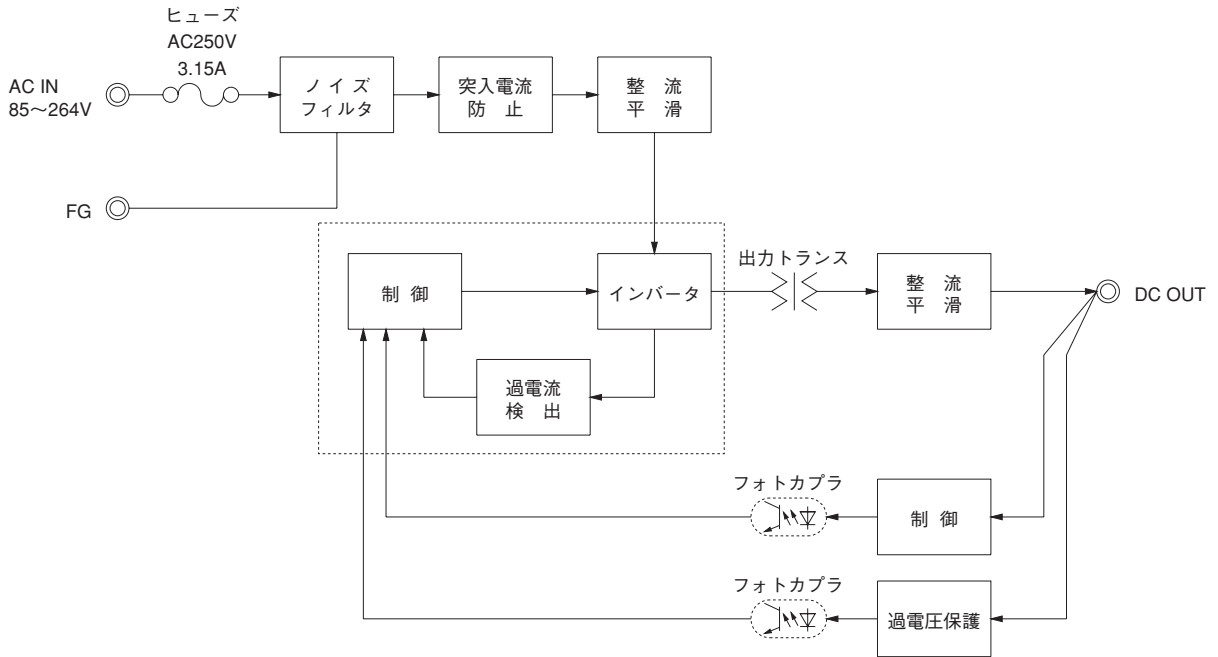 ヒューズ
AC250V
3.15A
AC IN
85～264V
ノイズ
フィルタ
突入電流
防 止
整 流
平 滑
FG
制 御
インバータ
出力トランス
整 流
平 滑
DC OUT
過電流
検 出
フォトカプラ
制 御
フォトカプラ
過電圧保護